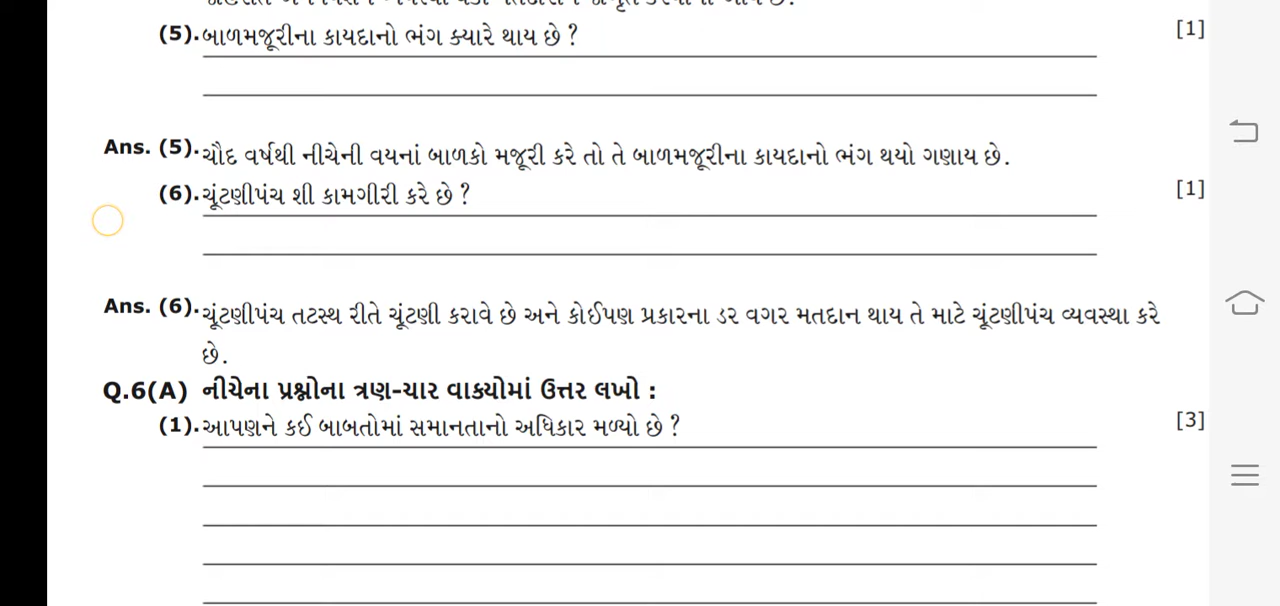 (5). બાળમજૂરીના કાયદાનો ભંગ ક્યારે થાય છે ? [1]
Ans. (5). ચૌદ વર્ષથી નીચેની વયનાં બાળકો મજૂરી કરે તો તે બાળમજૂરીના કાયદાનો ભંગ થયો ગણાય છે.
(6). ચૂંટણીપંચ શી કામગીરી કરે છે ? [1]
Ans. (6). ચૂંટણીપંચ તટસ્થ રીતે ચૂંટણી કરાવે છે અને કોઈપણ પ્રકારના ડર વગર મતદાન થાય તે માટે ચૂંટણીપંચ વ્યવસ્થા કરે
છે.
Q.6(A) નીચેના પ્રશ્નોના ત્રણ-ચાર વાક્યોમાં ઉત્તર લખો :
(1). આપણને કઈ બાબતોમાં સમાનતાનો અધિકાર મળ્યો છે ? [3]